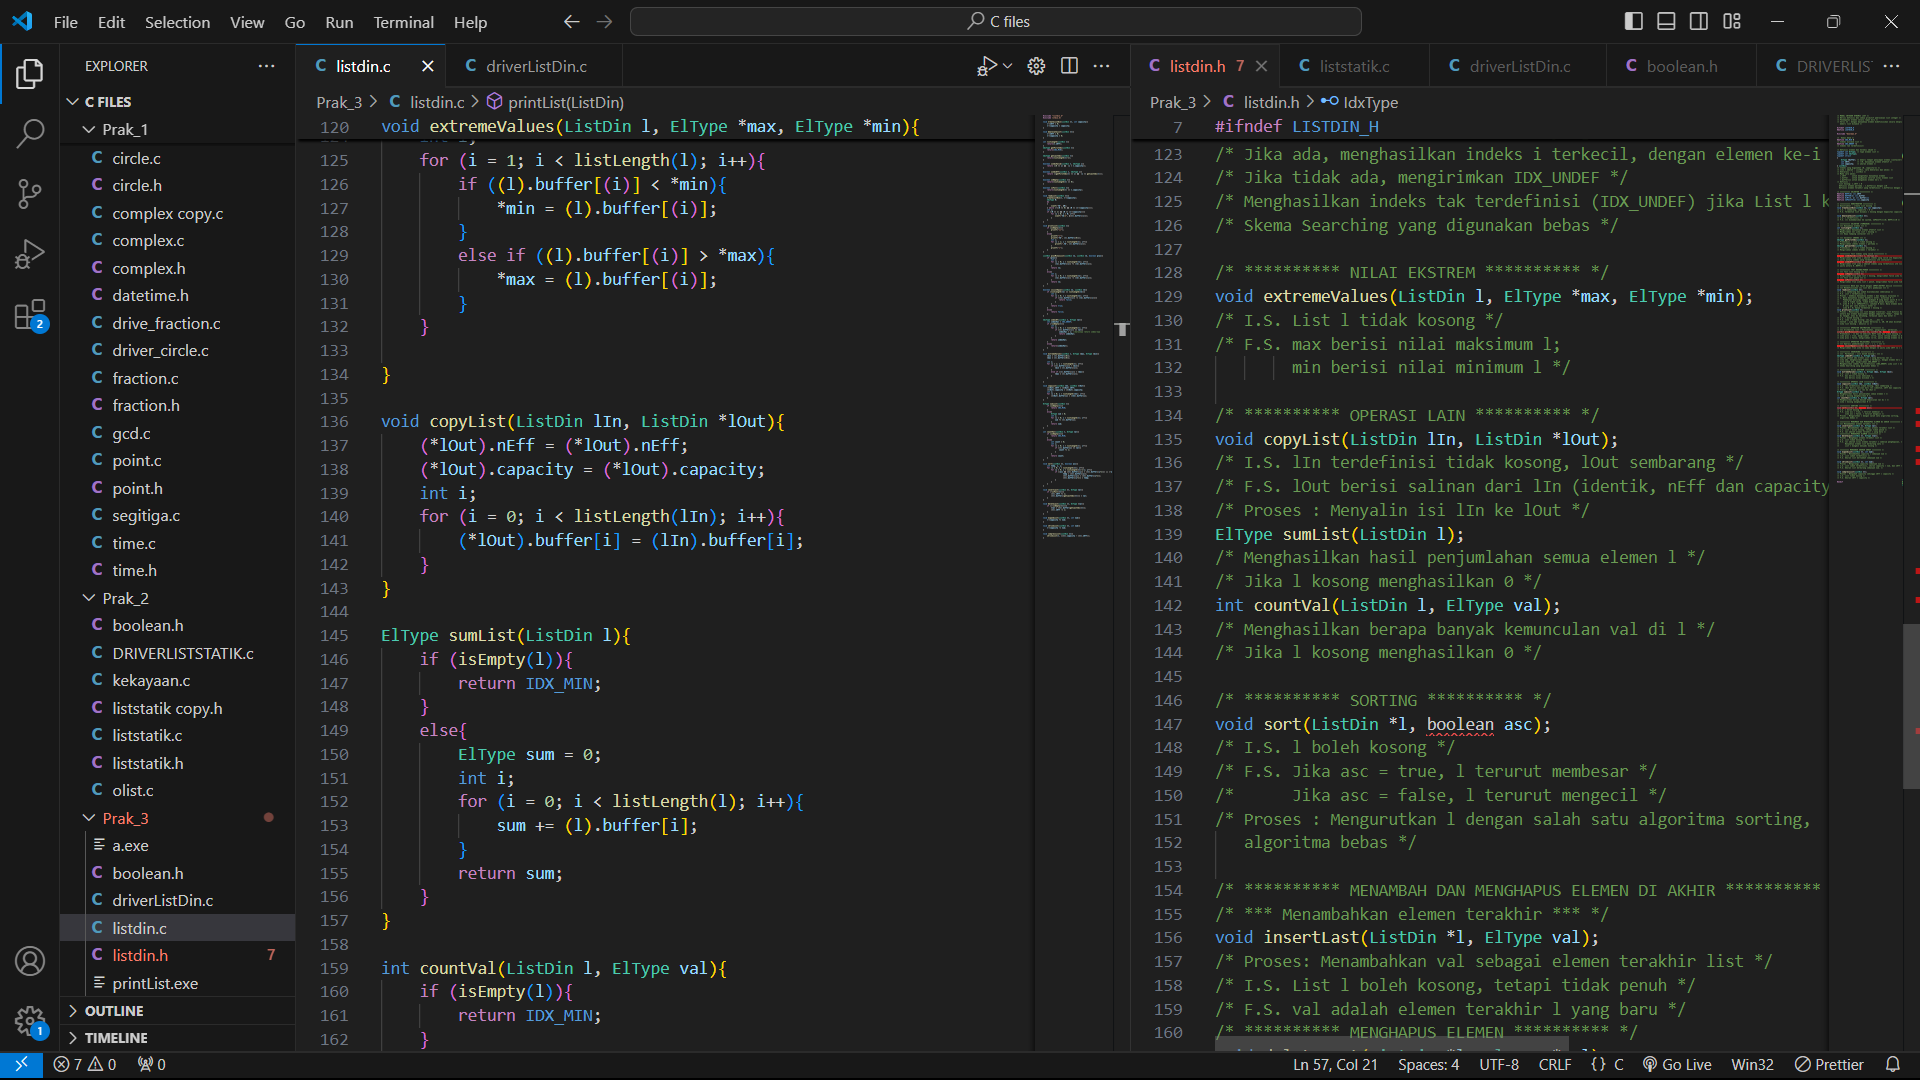 File Edit Selection View Go Run Terminal Help
C files
EXPLORER
C FILES
Prak_1
C circle.c
C circle.h
C complex copy.c
C complex.c
C complex.h
C datetime.h
C drive_fraction.c
C driver_circle.c
C fraction.c
C fraction.h
C gcd.c
C point.c
C point.h
C segitiga.c
C time.c
C time.h
Prak_2
C boolean.h
C DRIVERLISTSTATIK.c
C kekayaan.c
C liststatik copy.h
C liststatik.c
C liststatik.h
C olist.c
Prak_3
a.exe
C boolean.h
C driverListDin.c
C listdin.c
C listdin.h 7
printList.exe
OUTLINE
TIMELINE
2
1
C listdin.c
C driverListDin.c
Prak_3 > C listdin.c > printList(ListDin)
120 void extremeValues(ListDin l, ElType *max, ElType *min){
125 for (i = 1; i < listLength(l); i++){
126 if ((l).buffer[(i)] < *min){
127 *min = (l).buffer[(i)];
128 }
129 else if ((l).buffer[(i)] > *max){
130 *max = (l).buffer[(i)];
131 }
132 }
133
134 }
135
136 void copyList(ListDin lIn, ListDin *lOut){
137 (*lOut).nEff = (*lOut).nEff;
138 (*lOut).capacity = (*lOut).capacity;
139 int i;
140 for (i = 0; i < listLength(lIn); i++){
141 (*lOut).buffer[i] = (lIn).buffer[i];
142 }
143 }
144
145 ElType sumList(ListDin l){
146 if (isEmpty(l)){
147 return IDX_MIN;
148 }
149 else{
150 ElType sum = 0;
151 int i;
152 for (i = 0; i < listLength(l); i++){
153 sum += (l).buffer[i];
154 }
155 return sum;
156 }
157 }
158
159 int countVal(ListDin l, ElType val){
160 if (isEmpty(l)){
161 return IDX_MIN;
162 }
C listdin.h 7
C liststatik.c
C driverListDin.c
C boolean.h
C DRIVERLIS
Prak_3 > C listdin.h > IdxType
7 #ifndef LISTDIN_H
123 /* Jika ada, menghasilkan indeks i terkecil, dengan elemen ke-i
124 /* Jika tidak ada, mengirimkan IDX_UNDEF */
125 /* Menghasilkan indeks tak terdefinisi (IDX_UNDEF) jika List l k
126 /* Skema Searching yang digunakan bebas */
127
128 /* ********** NILAI EKSTREM ********** */
129 void extremeValues(ListDin l, ElType *max, ElType *min);
130 /* I.S. List l tidak kosong */
131 /* F.S. max berisi nilai maksimum l;
132 min berisi nilai minimum l */
133
134 /* ********** OPERASI LAIN ********** */
135 void copyList(ListDin lIn, ListDin *lOut);
136 /* I.S. lIn terdefinisi tidak kosong, lOut sembarang */
137 /* F.S. lOut berisi salinan dari lIn (identik, nEff dan capacity
138 /* Proses : Menyalin isi lIn ke lOut */
139 ElType sumList(ListDin l);
140 /* Menghasilkan hasil penjumlahan semua elemen l */
141 /* Jika l kosong menghasilkan 0 */
142 int countVal(ListDin l, ElType val);
143 /* Menghasilkan berapa banyak kemunculan val di l */
144 /* Jika l kosong menghasilkan 0 */
145
146 /* ********** SORTING ********** */
147 void sort(ListDin *l, boolean asc);
148 /* I.S. l boleh kosong */
149 /* F.S. Jika asc = true, l terurut membesar */
150 /* Jika asc = false, l terurut mengecil */
151 /* Proses : Mengurutkan l dengan salah satu algoritma sorting,
152 algoritma bebas */
153
154 /* ********** MENAMBAH DAN MENGHAPUS ELEMEN DI AKHIR **********
155 /* *** Menambahkan elemen terakhir *** */
156 void insertLast(ListDin *l, ElType val);
157 /* Proses: Menambahkan val sebagai elemen terakhir list */
158 /* I.S. List l boleh kosong, tetapi tidak penuh */
159 /* F.S. val adalah elemen terakhir l yang baru */
160 /* ********** MENGHAPUS ELEMEN ********** */
7 0 0 Ln 57, Col 21 Spaces: 4 UTF-8 CRLF {} C Go Live Win32 Prettier